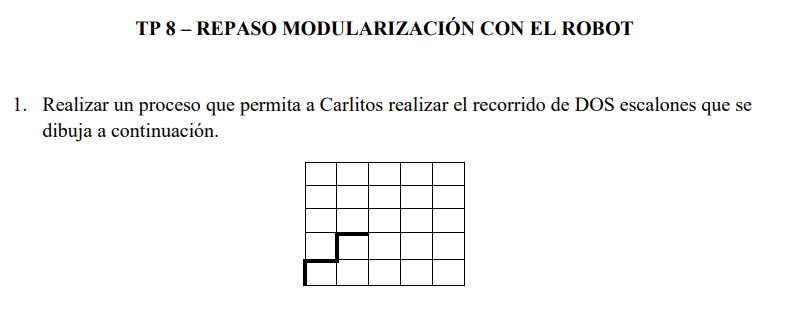 TP 8 – REPASO MODULARIZACIÓN CON EL ROBOT
1. Realizar un proceso que permita a Carlitos realizar el recorrido de DOS escalones que se
dibuja a continuación.